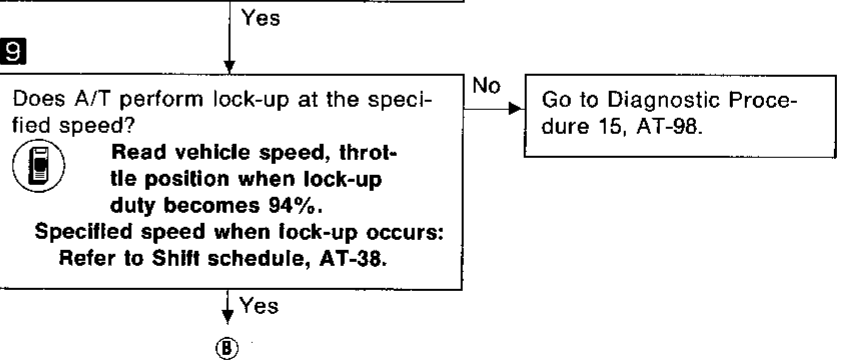 Yes
9
Does A/T perform lock-up at the speci-
fied speed?
Read vehicle speed, throt-
tle position when lock-up
duty becomes 94%.
Specified speed when lock-up occurs:
Refer to Shift schedule, AT-38.
No
Go to Diagnostic Proce-
dure 15, AT-98.
Yes
B